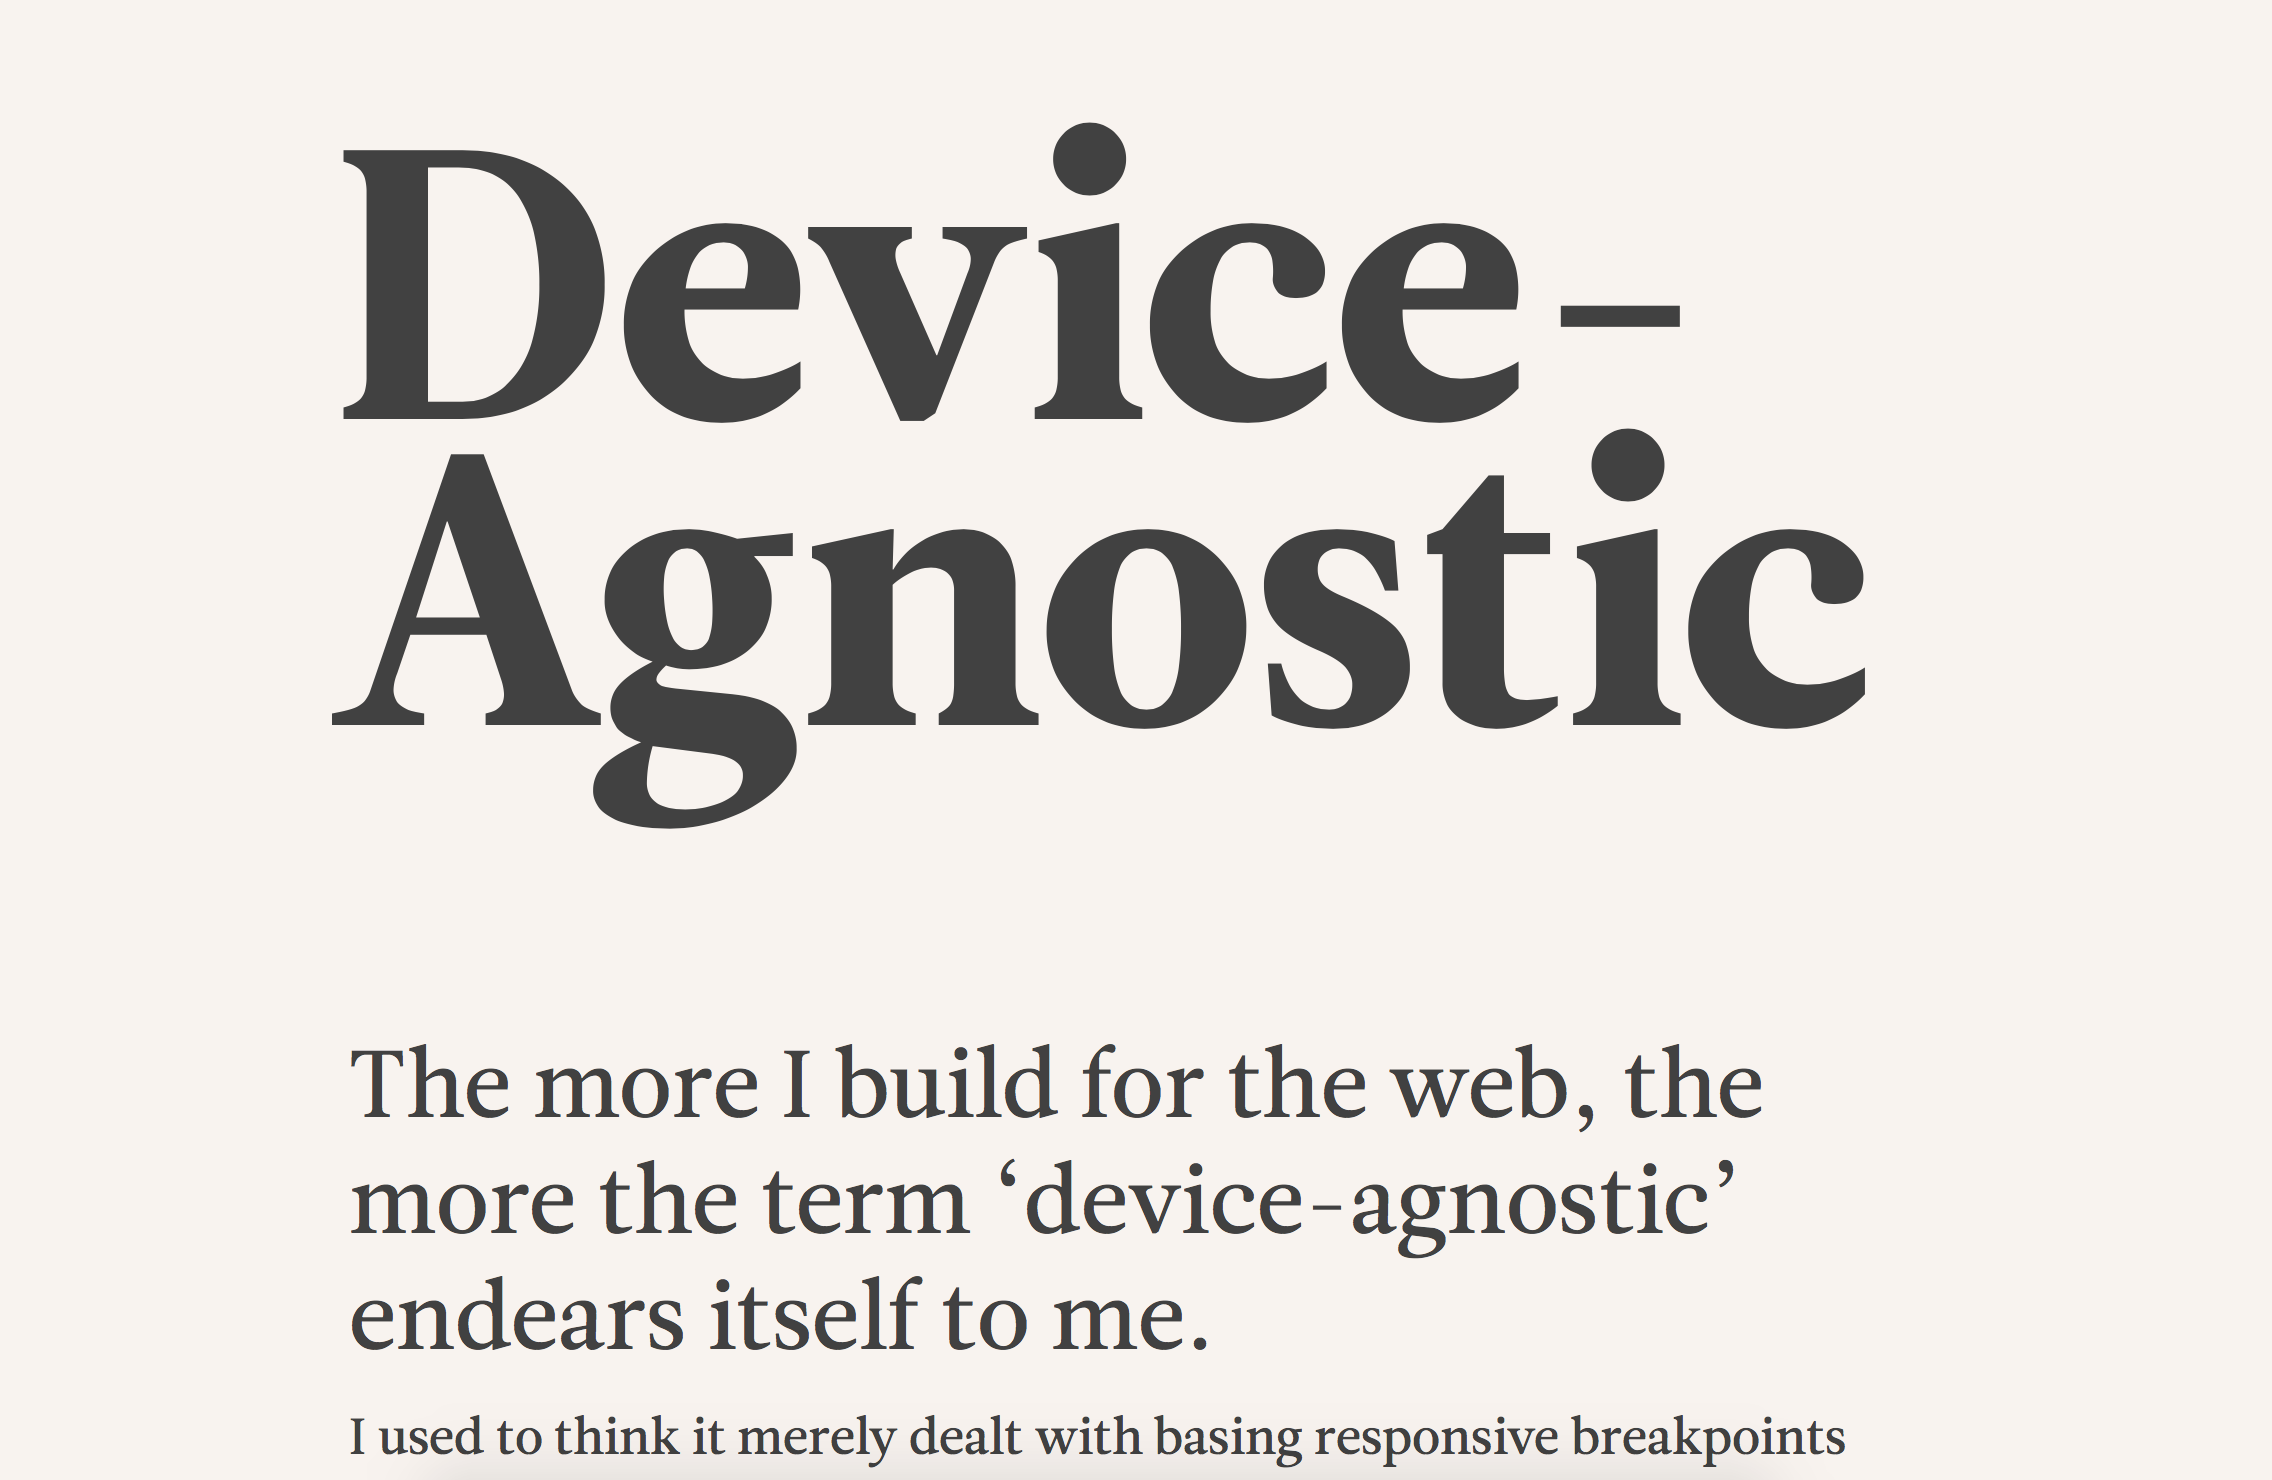 Device-
Agnostic
The more I build for the web, the
more the term ‘device-agnostic’
endears itself to me.
I used to think it merely dealt with basing responsive breakpoints